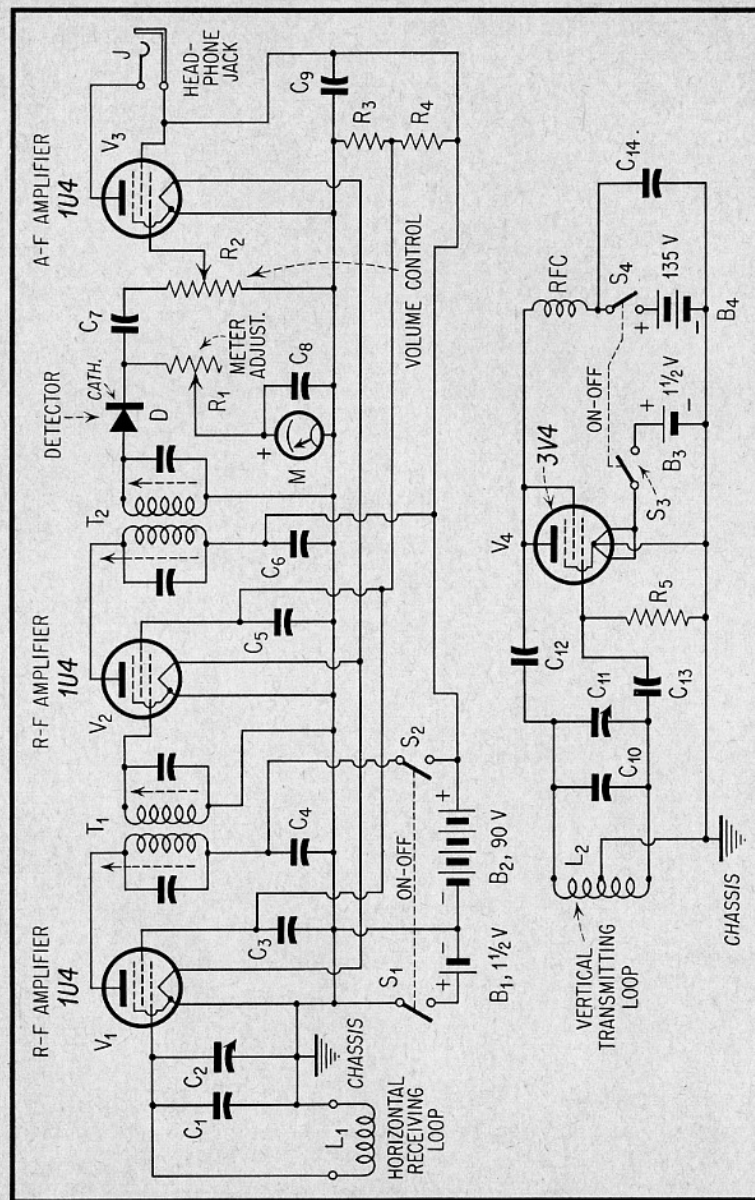 R-F AMPLIFIER
1U4
R-F AMPLIFIER
1U4
A-F AMPLIFIER
1U4
V1
T1
V2
T2
DETECTOR
CATH.
D
C7
V3
J
HEAD-
PHONE
JACK
C1
C2
C3
C4
C5
C6
R1
METER
ADJUST.
R2
+
M
C8
VOLUME CONTROL
C9
R3
R4
L1
HORIZONTAL
RECEIVING
LOOP
CHASSIS
S1
ON-OFF
S2
+
-
-
+
B1, 1½ V
B2, 90 V
VERTICAL
TRANSMITTING
LOOP
L2
C10
C11
C12
C13
V4
3V4
R5
S3
ON-OFF
S4
RFC
C14
+
-
1½ V
B3
+
-
135 V
B4
CHASSIS